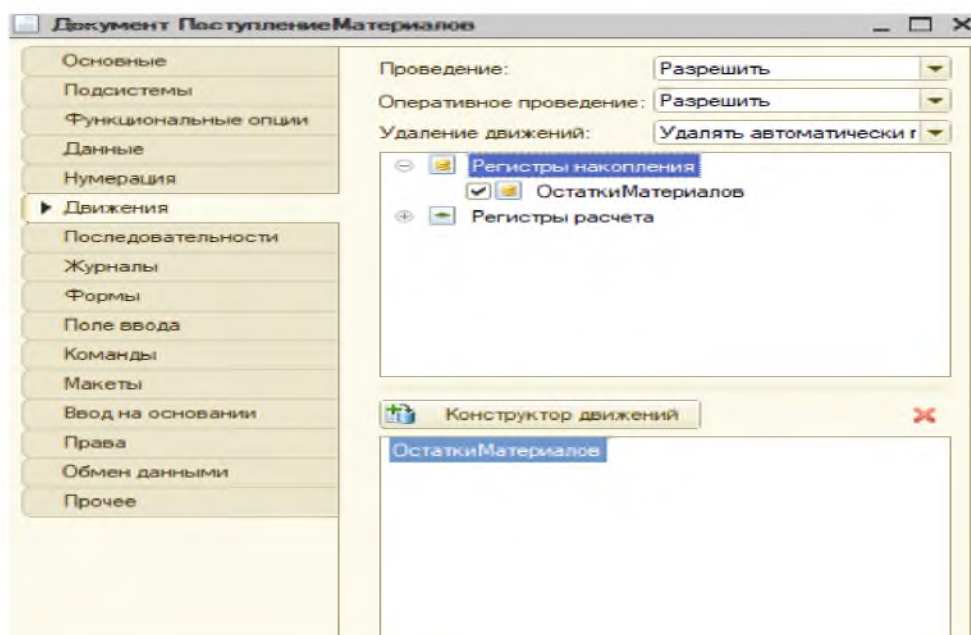 Документ ПоступлениеМатериалов
Основные
Подсистемы
Функциональные опции
Данные
Нумерация
Движения
Последовательности
Журналы
Формы
Поле ввода
Команды
Макеты
Ввод на основании
Права
Обмен данными
Прочее
Проведение: Разрешить
Оперативное проведение: Разрешить
Удаление движений: Удалять автоматически г
Регистры накопления
ОстаткиМатериалов
Регистры расчета
Конструктор движений
ОстаткиМатериалов